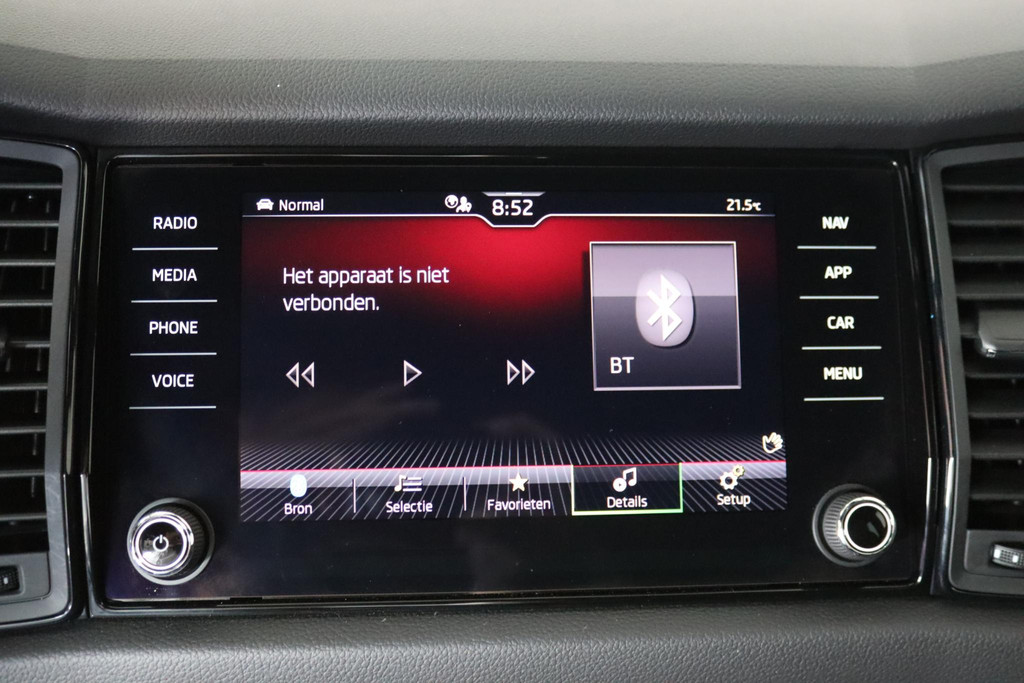 Normal
8:52
21.5°C
RADIO
MEDIA
PHONE
VOICE
Het apparaat is niet
verbonden.
BT
NAV
APP
CAR
MENU
Bron
Selectie
Favorieten
Details
Setup